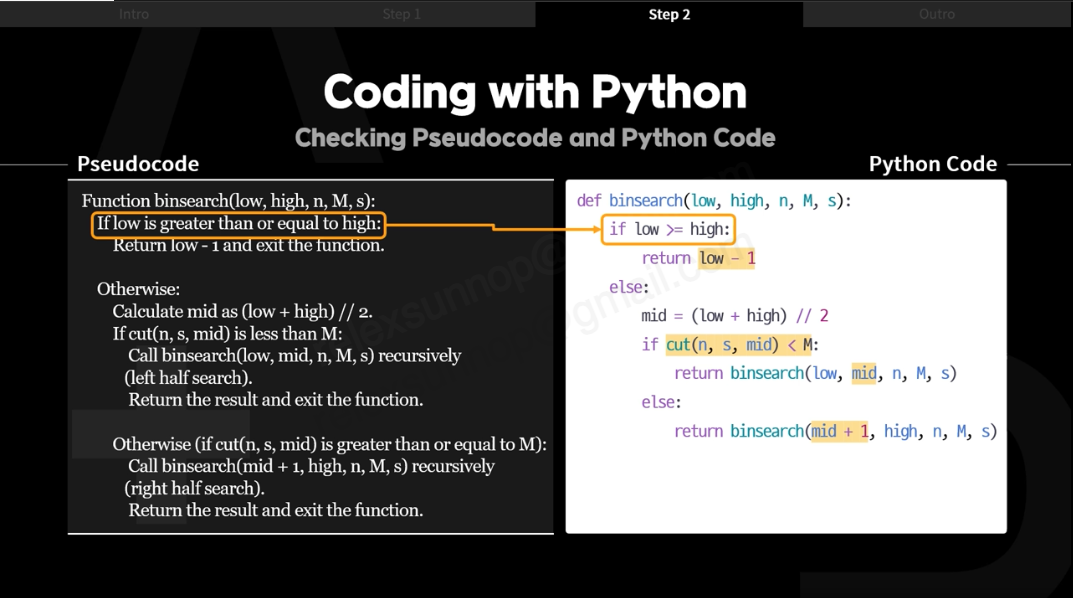 Intro
Step 1
Step 2
Outro
Coding with Python
Checking Pseudocode and Python Code
Pseudocode
Function binsearch(low, high, n, M, s):
If low is greater than or equal to high:
Return low - 1 and exit the function.
Otherwise:
Calculate mid as (low + high) // 2.
If cut(n, s, mid) is less than M:
Call binsearch(low, mid, n, M, s) recursively
(left half search).
Return the result and exit the function.
Otherwise (if cut(n, s, mid) is greater than or equal to M):
Call binsearch(mid + 1, high, n, M, s) recursively
(right half search).
Return the result and exit the function.
Python Code
def binsearch(low, high, n, M, s):
if low >= high:
return low - 1
else:
mid = (low + high) // 2
if cut(n, s, mid) < M:
return binsearch(low, mid, n, M, s)
else:
return binsearch(mid + 1, high, n, M, s)